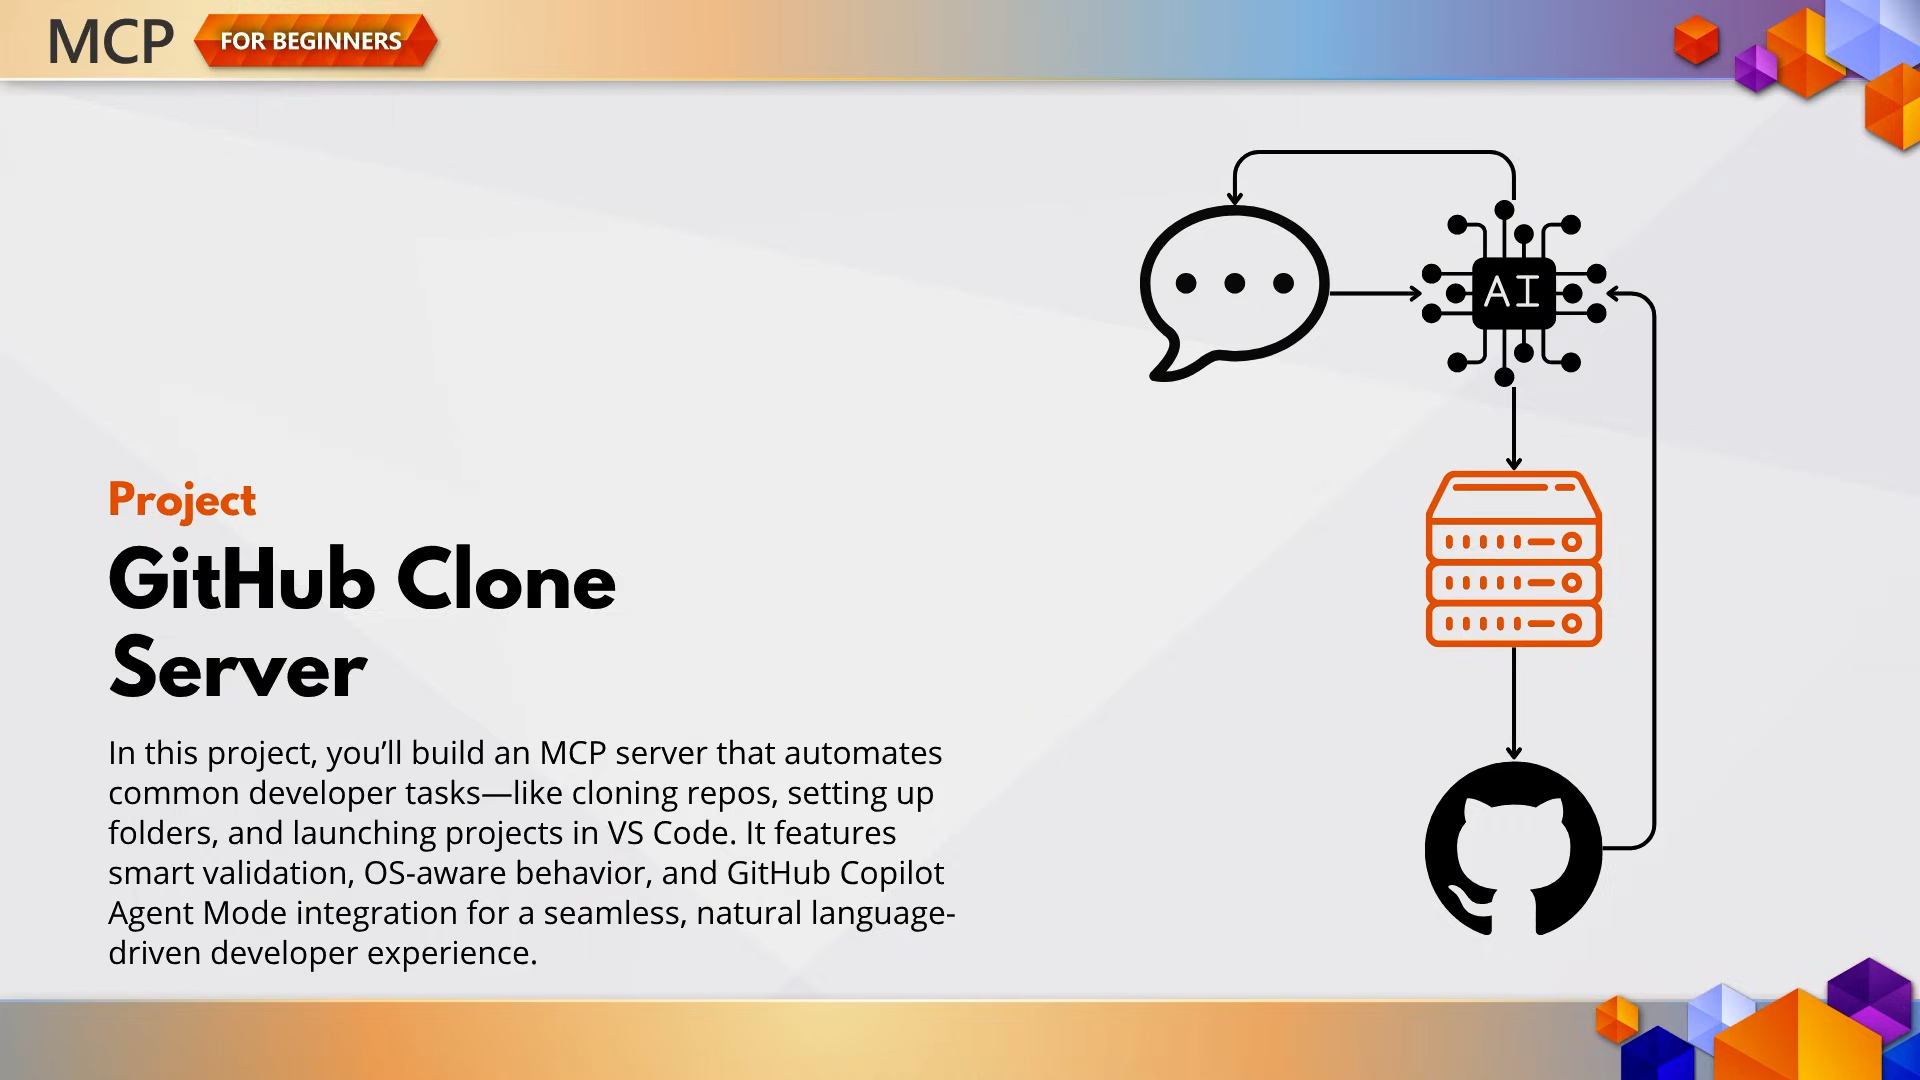 MCP FOR BEGINNERS
AI
Project
GitHub Clone
Server
In this project, you’ll build an MCP server that automates
common developer tasks—like cloning repos, setting up
folders, and launching projects in VS Code. It features
smart validation, OS-aware behavior, and GitHub Copilot
Agent Mode integration for a seamless, natural language-
driven developer experience.